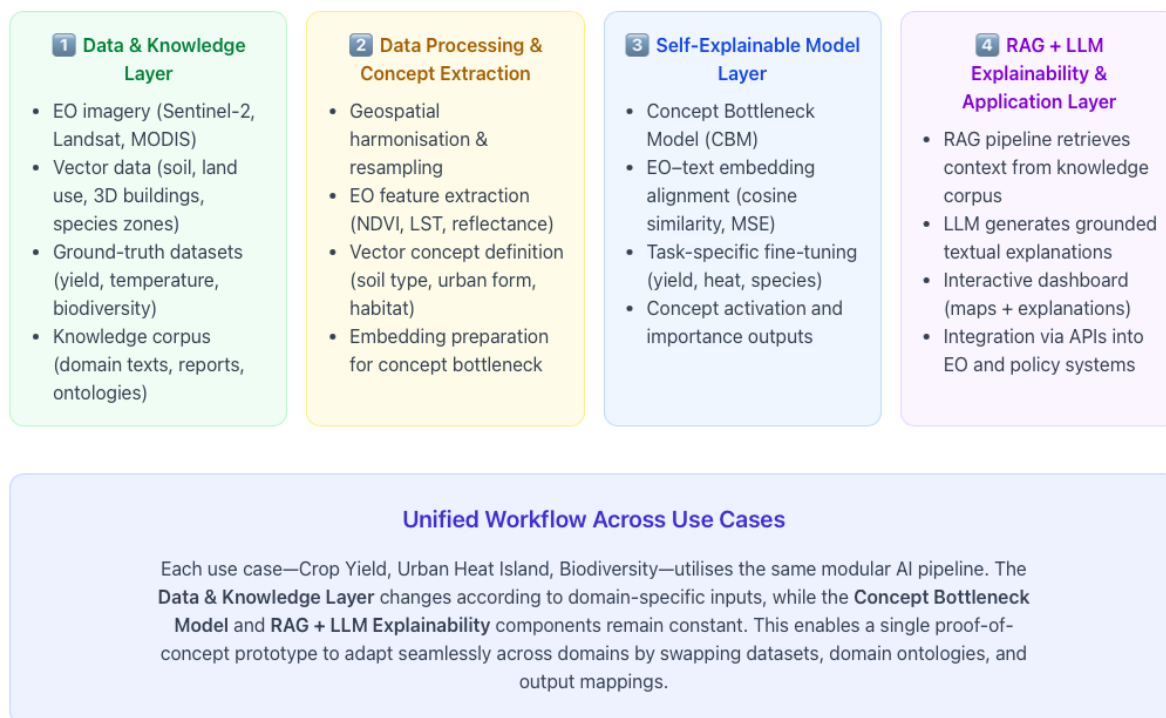 1 Data & Knowledge
Layer
• EO imagery (Sentinel-2,
Landsat, MODIS)
• Vector data (soil, land
use, 3D buildings,
species zones)
• Ground-truth datasets
(yield, temperature,
biodiversity)
• Knowledge corpus
(domain texts, reports,
ontologies)
2 Data Processing &
Concept Extraction
• Geospatial
harmonisation &
resampling
• EO feature extraction
(NDVI, LST, reflectance)
• Vector concept definition
(soil type, urban form,
habitat)
• Embedding preparation
for concept bottleneck
3 Self-Explainable Model
Layer
• Concept Bottleneck
Model (CBM)
• EO–text embedding
alignment (cosine
similarity, MSE)
• Task-specific fine-tuning
(yield, heat, species)
• Concept activation and
importance outputs
4 RAG + LLM
Explainability &
Application Layer
• RAG pipeline retrieves
context from knowledge
corpus
• LLM generates grounded
textual explanations
• Interactive dashboard
(maps + explanations)
• Integration via APIs into
EO and policy systems
Unified Workflow Across Use Cases
Each use case—Crop Yield, Urban Heat Island, Biodiversity—utilises the same modular AI pipeline. The
Data & Knowledge Layer changes according to domain-specific inputs, while the Concept Bottleneck
Model and RAG + LLM Explainability components remain constant. This enables a single proof-of-
concept prototype to adapt seamlessly across domains by swapping datasets, domain ontologies, and
output mappings.